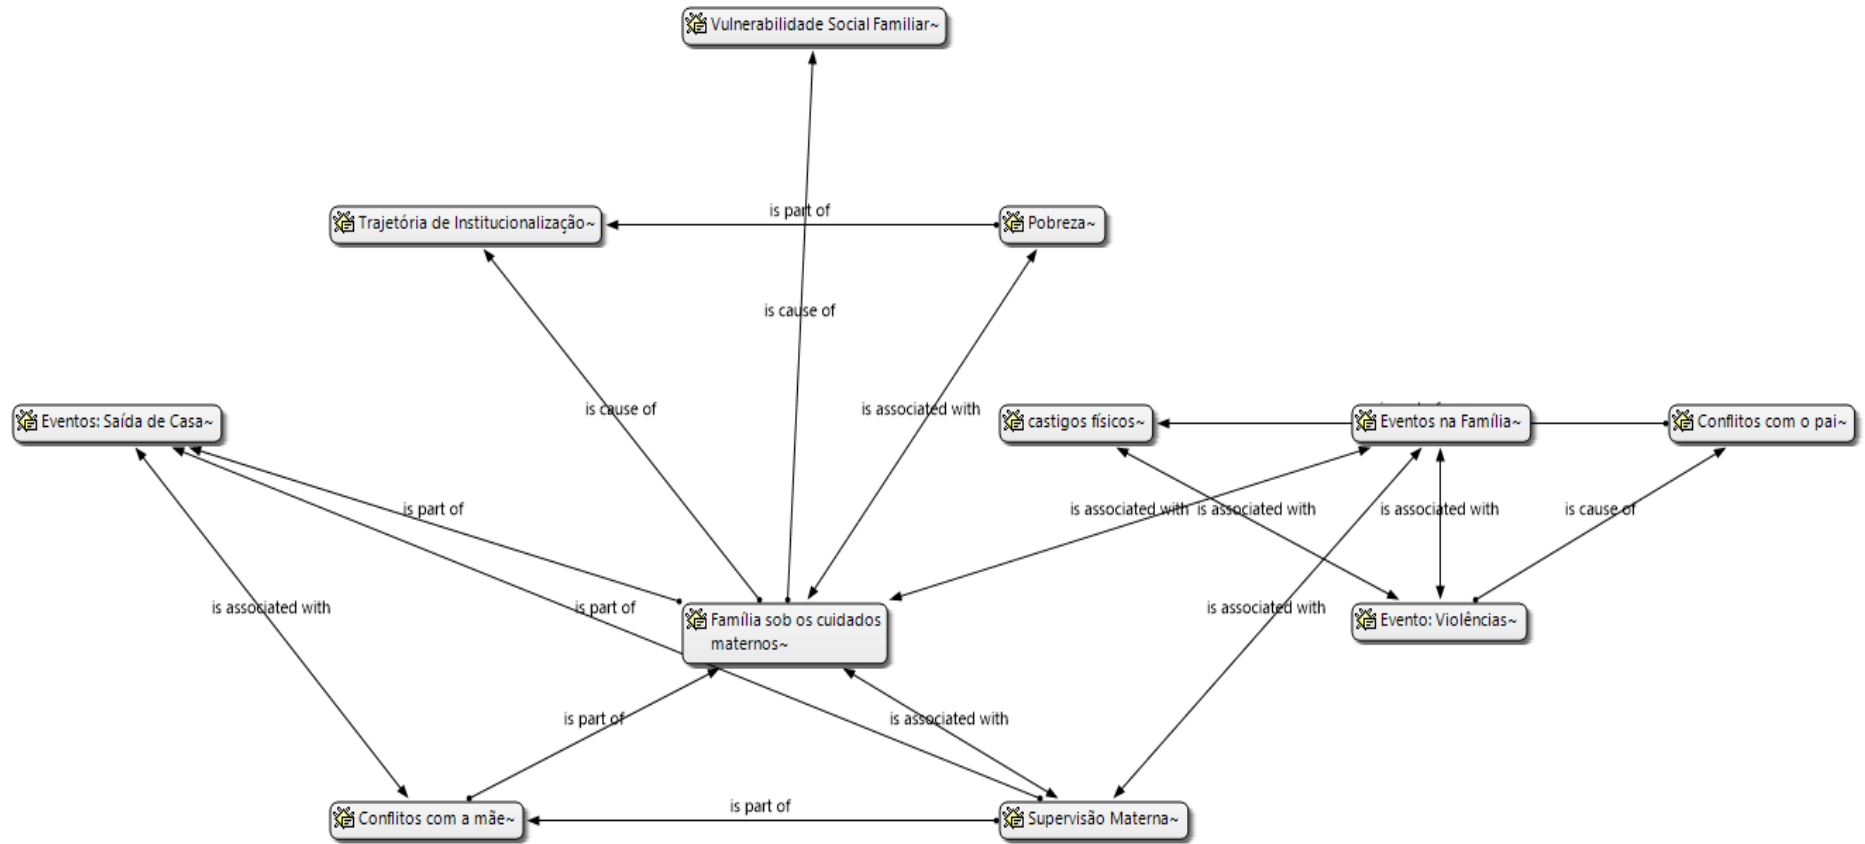 Vulnerabilidade Social Familiar~
Trajetória de Institucionalização~
is part of
Pobreza~
is cause of
is cause of
is associated with
Eventos: Saída de Casa~
castigos físicos~
Eventos na Família~
Conflitos com o pai~
is part of
is associated with
is associated with
is associated with
is cause of
is associated with
is part of
is associated with
Família sob os cuidados
maternos~
Evento: Violências~
is part of
is associated with
Conflitos com a mãe~
is part of
Supervisão Materna~